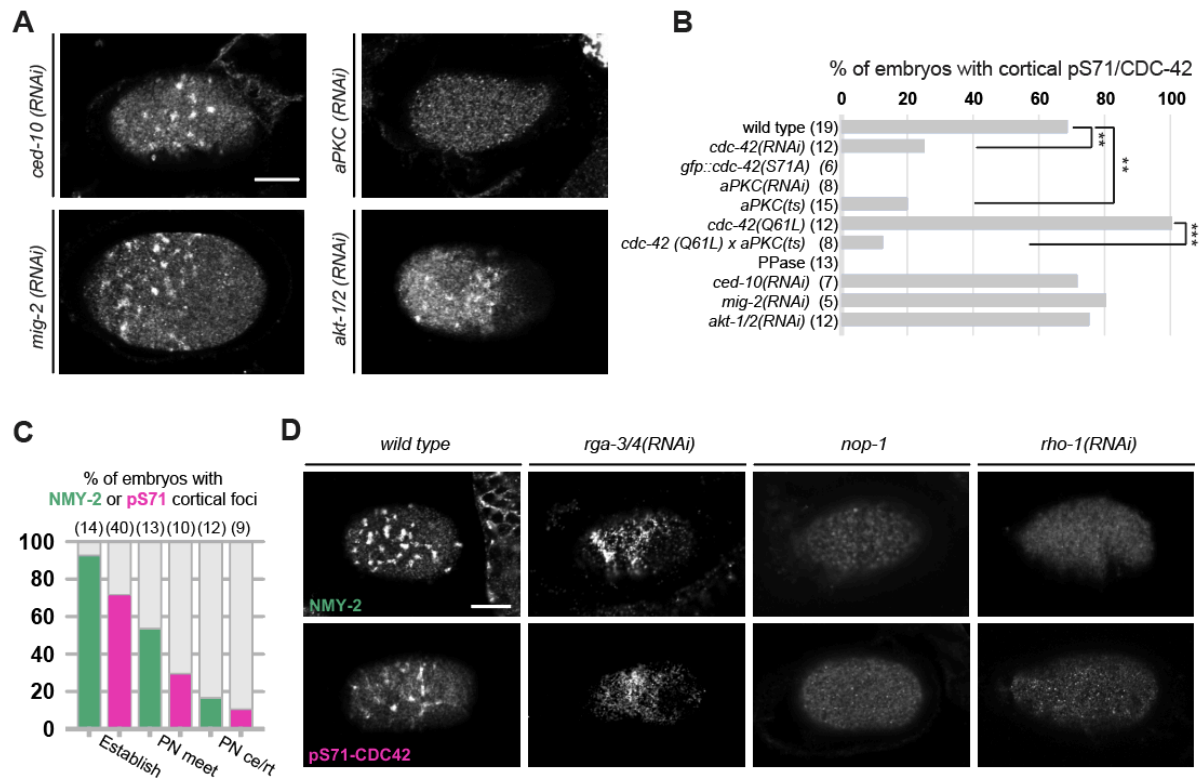 A
ced-10 (RNAi)
aPKC (RNAi)
mig-2 (RNAi)
akt-1/2 (RNAi)
B
% of embryos with cortical pS71/CDC-42
0 20 40 60 80 100
wild type (19)
cdc-42(RNAi) (12)
gfp::cdc-42(S71A) (6)
aPKC(RNAi) (8)
aPKC(ts) (15)
cdc-42(Q61L) (12)
cdc-42 (Q61L) x aPKC(ts) (8)
PPase (13)
ced-10(RNAi) (7)
mig-2(RNAi) (5)
akt-1/2(RNAi) (12)
***
**
***
C
% of embryos with
NMY-2 or pS71 cortical foci
(14) (40) (13) (10) (12) (9)
100
80
60
40
20
0
Establish
PN meet
PN ce/rt
D
wild type
rga-3/4(RNAi)
nop-1
rho-1(RNAi)
NMY-2
pS71-CDC42